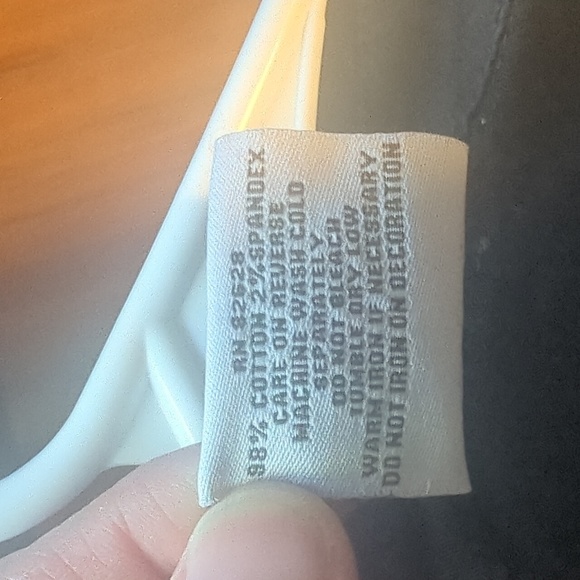 RN 92528
98% COTTON 2% SPANDEX
CARE ON REVERSE
MACHINE WASH COLD
SEPARATELY
DO NOT BLEACH
TUMBLE DRY LOW
WARM IRON IF NECESSARY
DO NOT IRON ON DECORATION